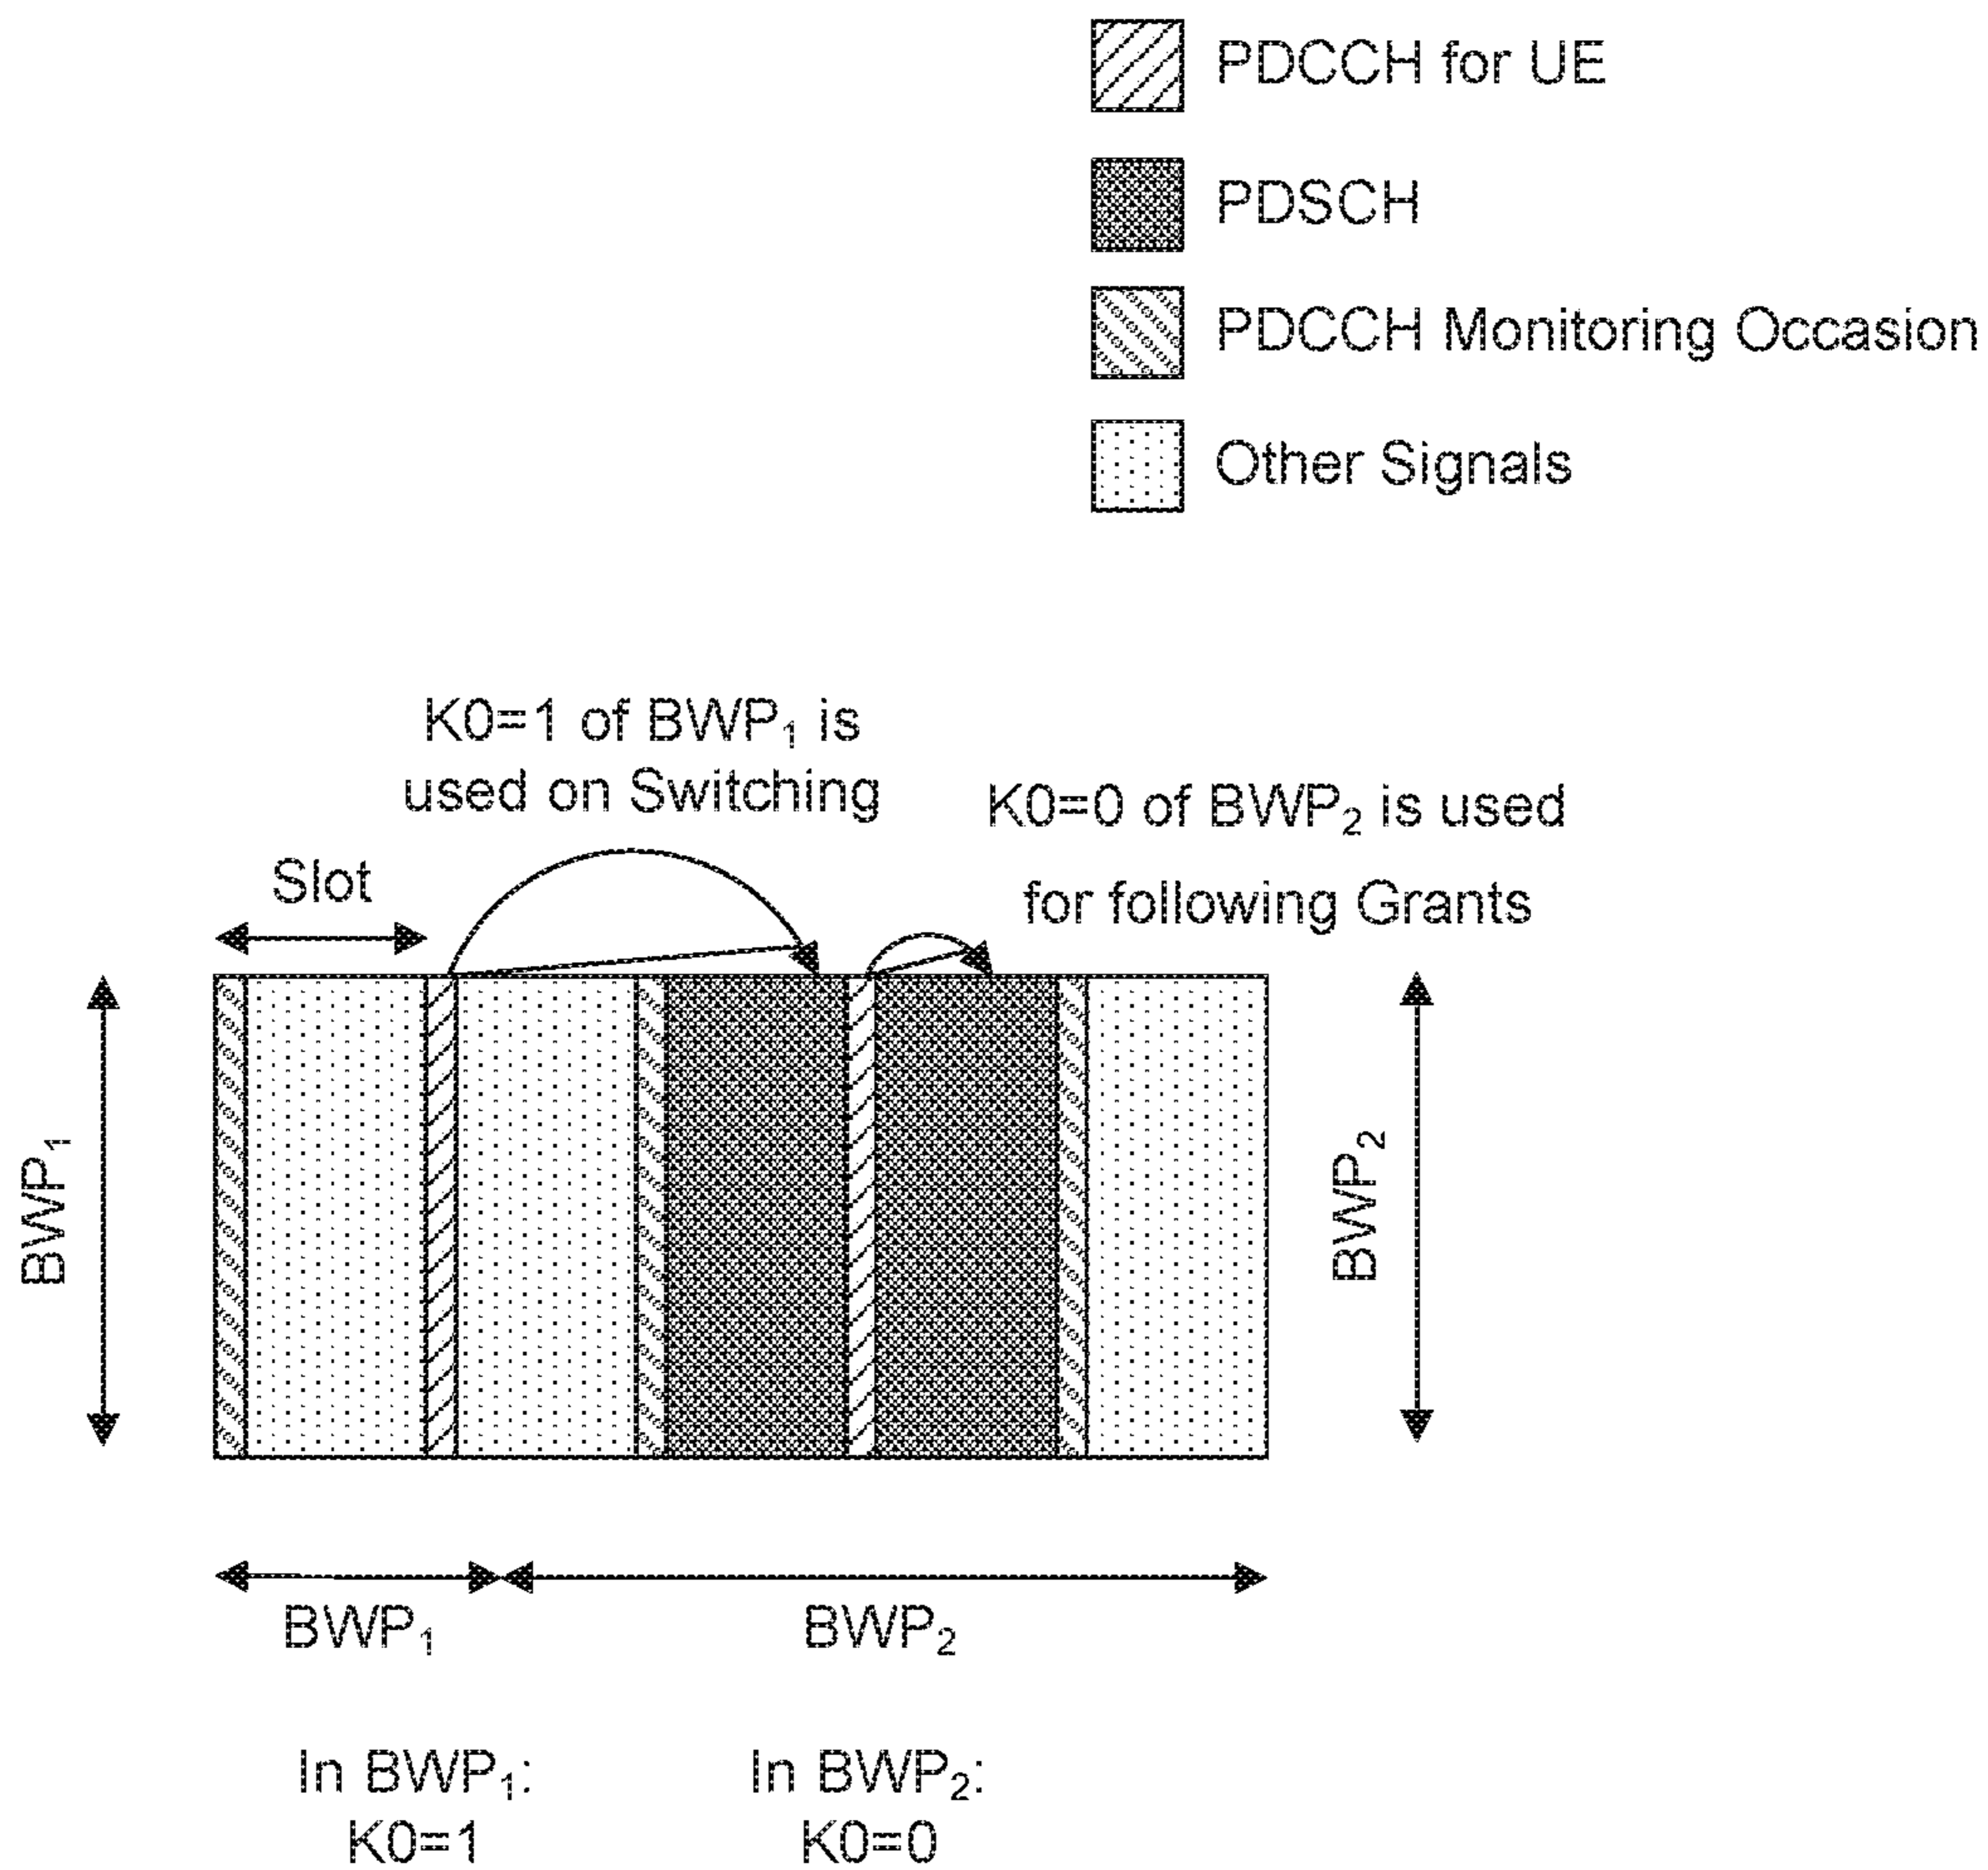 PDCCH for UE
PDSCH
PDCCH Monitoring Occasion
Other Signals
K0=1 of BWP₁ is
used on Switching
K0=0 of BWP₂ is used
for following Grants
Slot
BWP₁
BWP₂
BWP₁
BWP₂
In BWP₁:
K0=1
In BWP₂:
K0=0